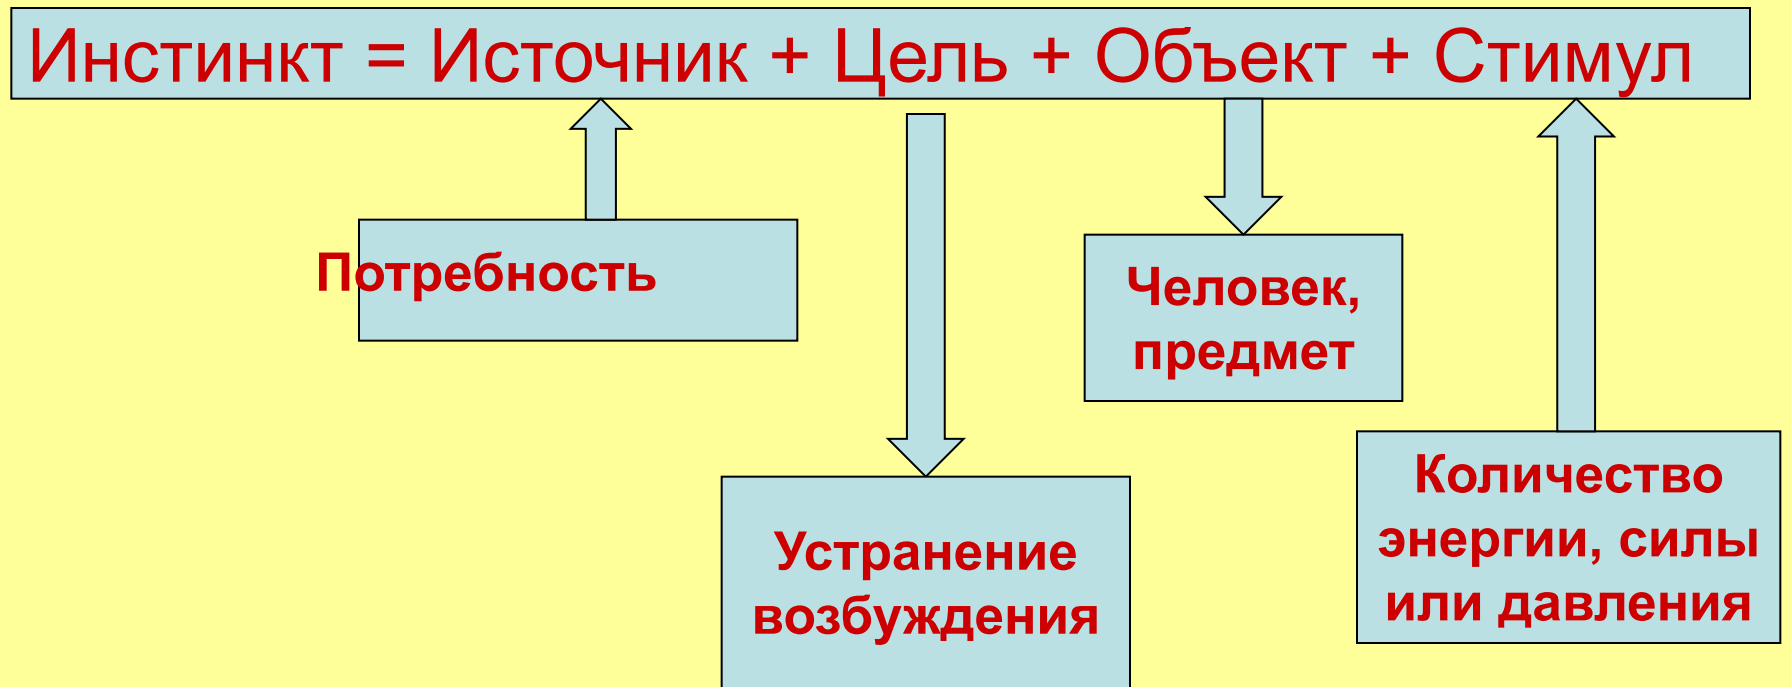 Инстинкт = Источник + Цель + Объект + Стимул
Потребность
Человек,
предмет
Устранение
возбуждения
Количество
энергии, силы
или давления